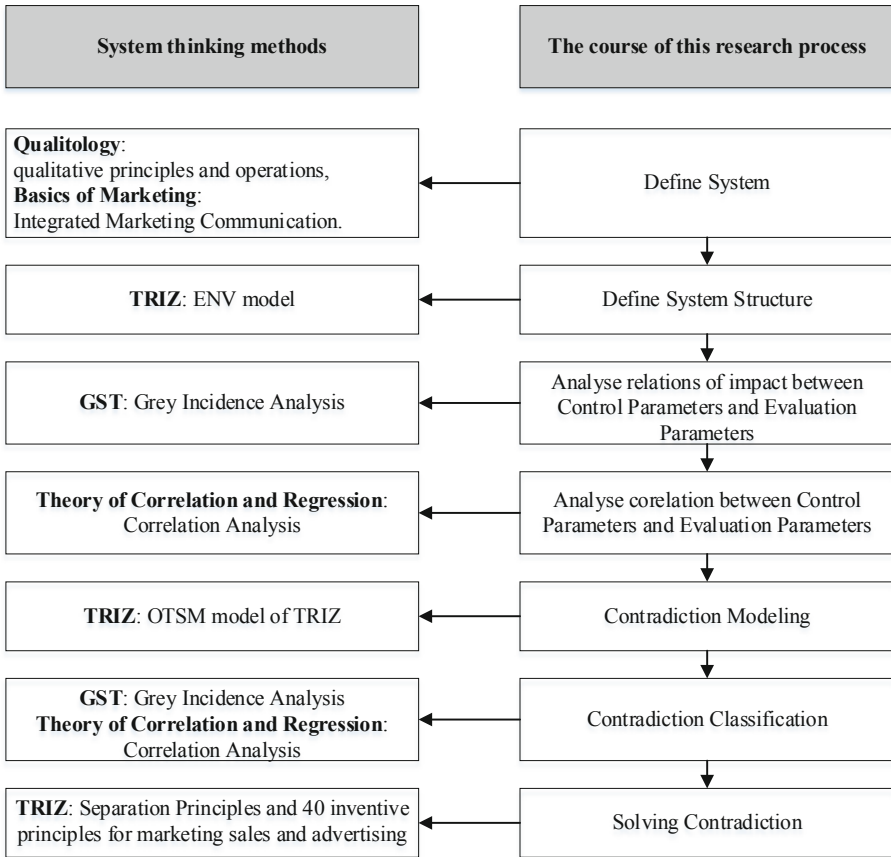 System thinking methods
The course of this research process
Qualitology:
qualitative principles and operations,
Basics of Marketing:
Integrated Marketing Communication.
Define System
TRIZ: ENV model
Define System Structure
GST: Grey Incidence Analysis
Analyse relations of impact between
Control Parameters and Evaluation
Parameters
Theory of Correlation and Regression:
Correlation Analysis
Analyse corelation between Control
Parameters and Evaluation Parameters
TRIZ: OTSM model of TRIZ
Contradiction Modeling
GST: Grey Incidence Analysis
Theory of Correlation and Regression:
Correlation Analysis
Contradiction Classification
TRIZ: Separation Principles and 40 inventive
principles for marketing sales and advertising
Solving Contradiction